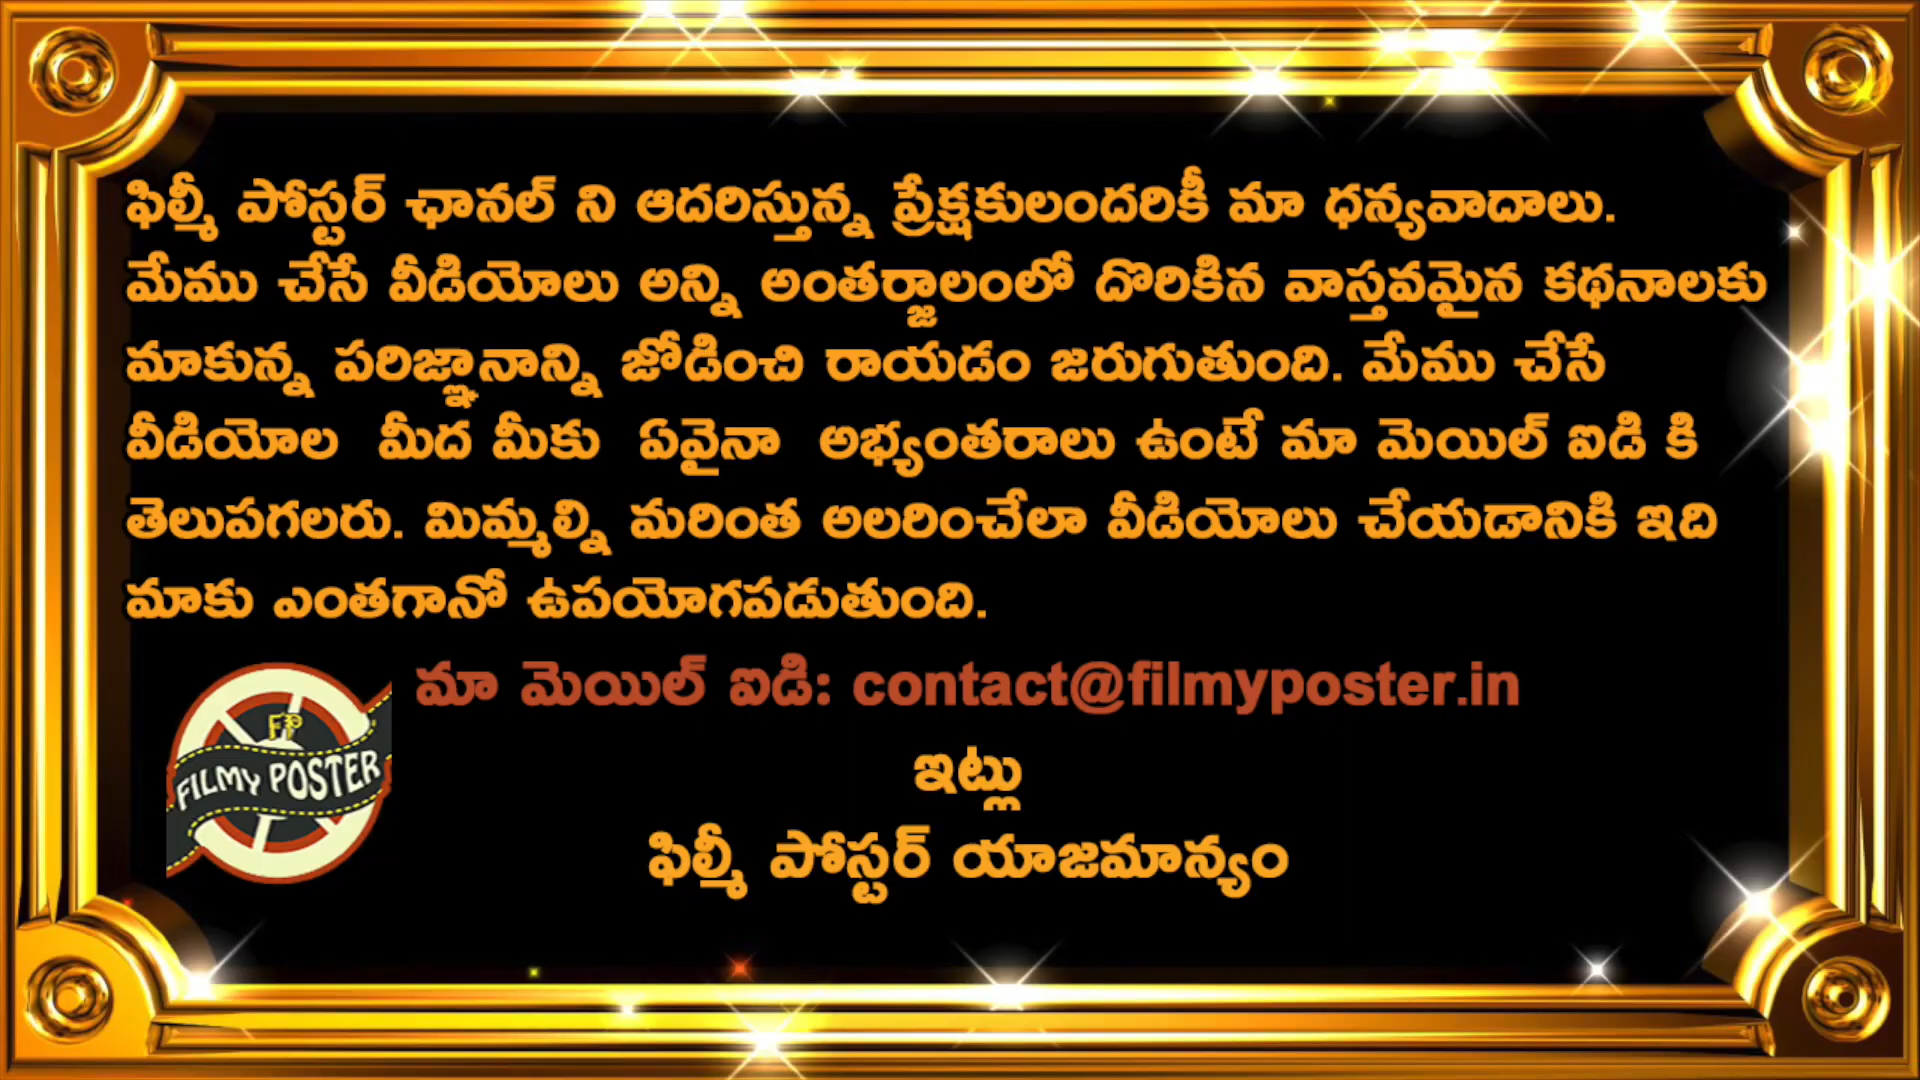 ఫిల్మీ పోస్టర్ ఛానల్ ని ఆదరిస్తున్న ప్రేక్షకులందరికీ మా ధన్యవాదాలు.
మేము చేసే వీడియోలు అన్ని అంతర్జాలంలో దొరికిన వాస్తవమైన కథనాలకు
మాకున్న పరిజ్ఞానాన్ని జోడించి రాయడం జరుగుతుంది. మేము చేసే
వీడియోల మీద మీకు ఏవైనా అభ్యంతరాలు ఉంటే మా మెయిల్ ఐడి కి
తెలుపగలరు. మిమ్మల్ని మరింత అలరించేలా వీడియోలు చేయడానికి ఇది
మాకు ఎంతగానో ఉపయోగపడుతుంది.
మా మెయిల్ ఐడి: contact@filmyposter.in
FP
FILMY POSTER
ఇట్లు
ఫిల్మీ పోస్టర్ యాజమాన్యం